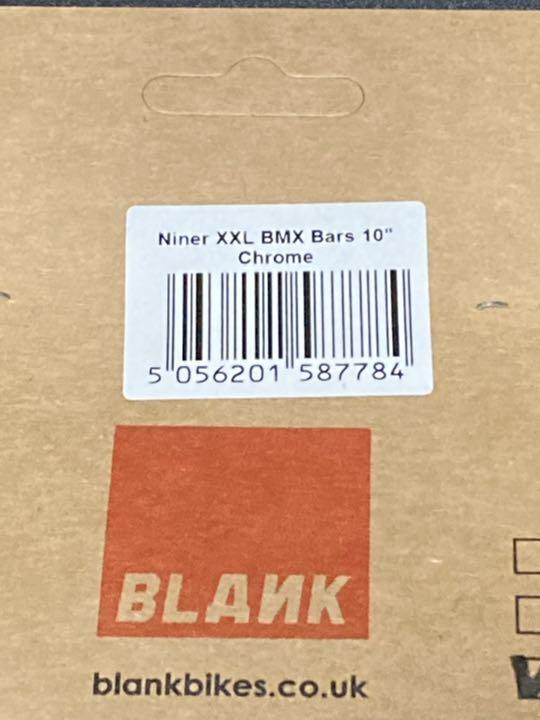 Niner XXL BMX Bars 10"
Chrome
5 056201 587784
BLANK
blankbikes.co.uk